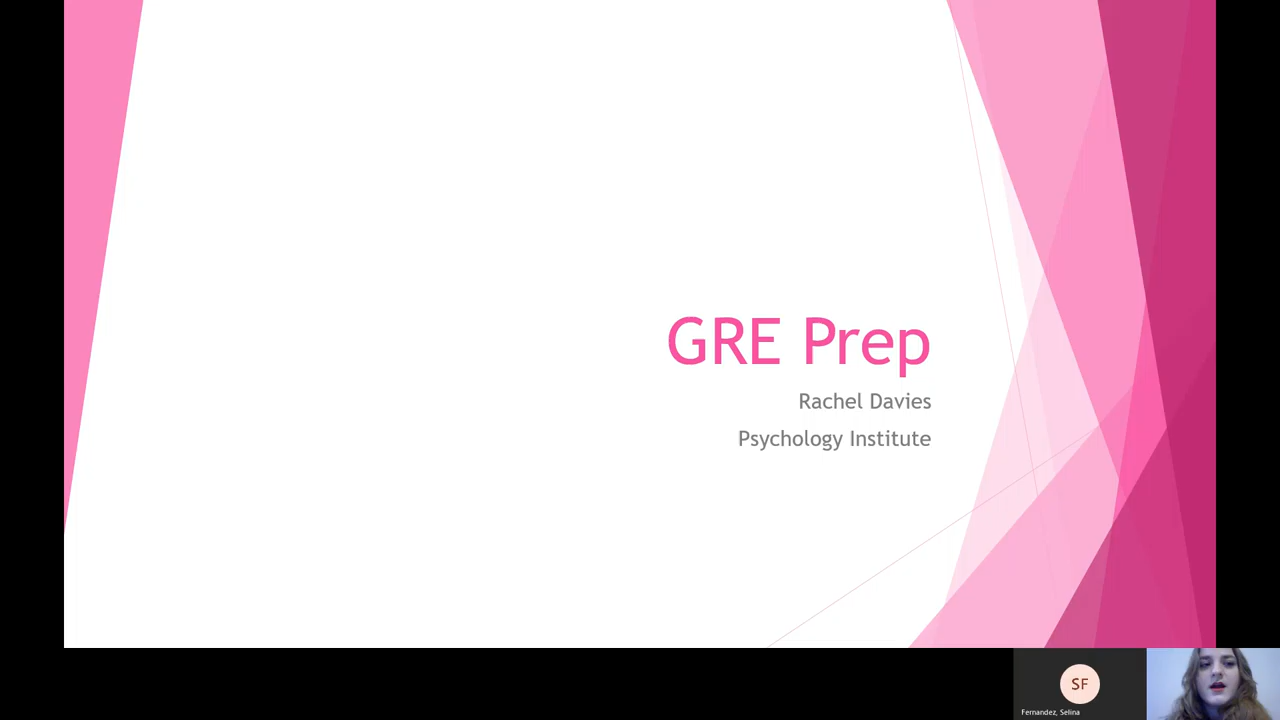 GRE Prep
Rachel Davies
Psychology Institute
SF
Fernandez, Selina